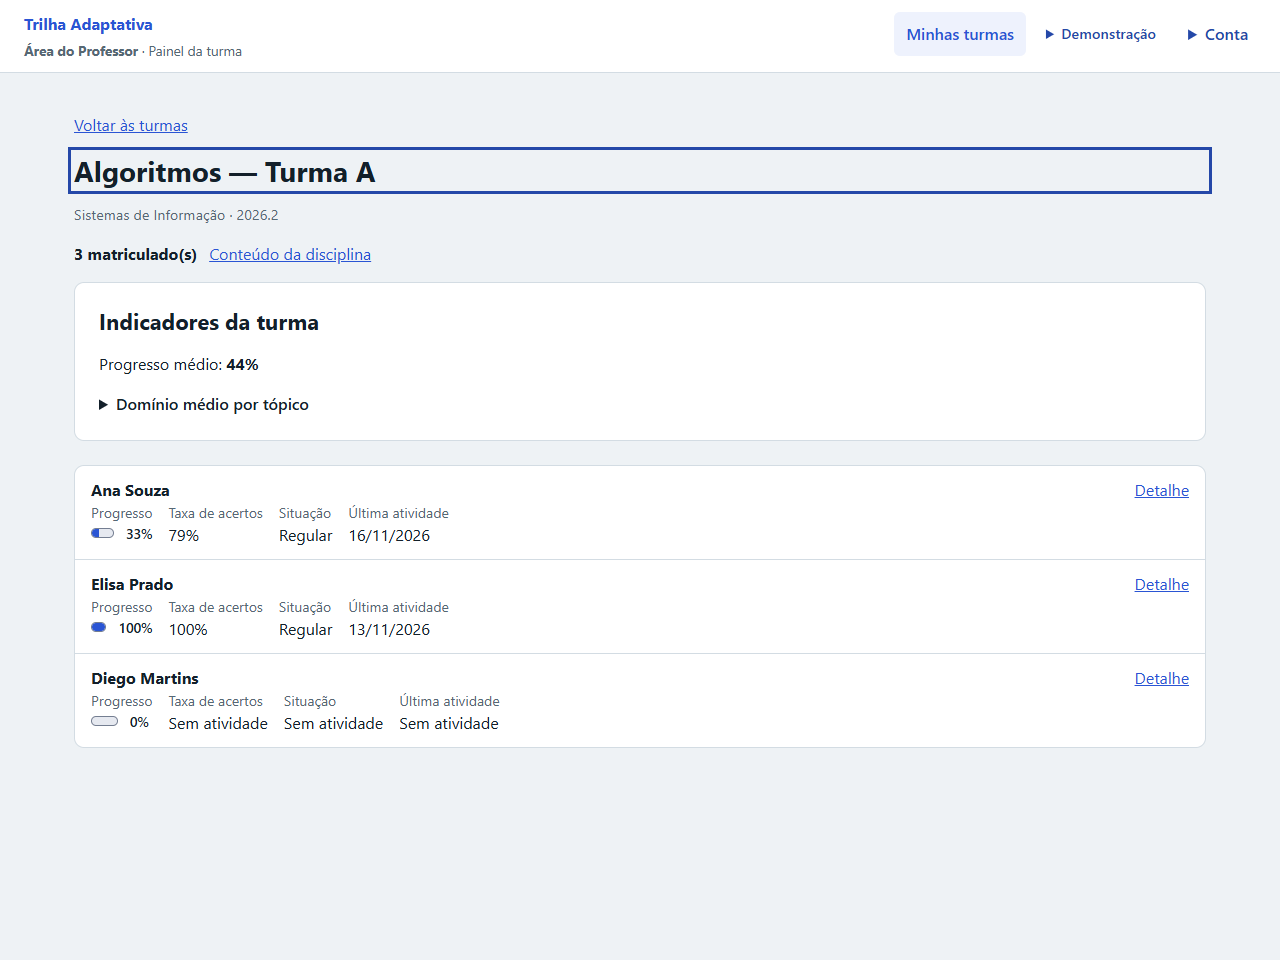 Trilha Adaptativa
Área do Professor · Painel da turma
Minhas turmas
Demonstração
Conta
Voltar às turmas
Algoritmos — Turma A
Sistemas de Informação · 2026.2
3 matriculado(s) Conteúdo da disciplina
Indicadores da turma
Progresso médio: 44%
Domínio médio por tópico
Ana Souza
Detalhe
Progresso Taxa de acertos Situação Última atividade
33% 79% Regular 16/11/2026
Elisa Prado
Detalhe
Progresso Taxa de acertos Situação Última atividade
100% 100% Regular 13/11/2026
Diego Martins
Detalhe
Progresso Taxa de acertos Situação Última atividade
0% Sem atividade Sem atividade Sem atividade